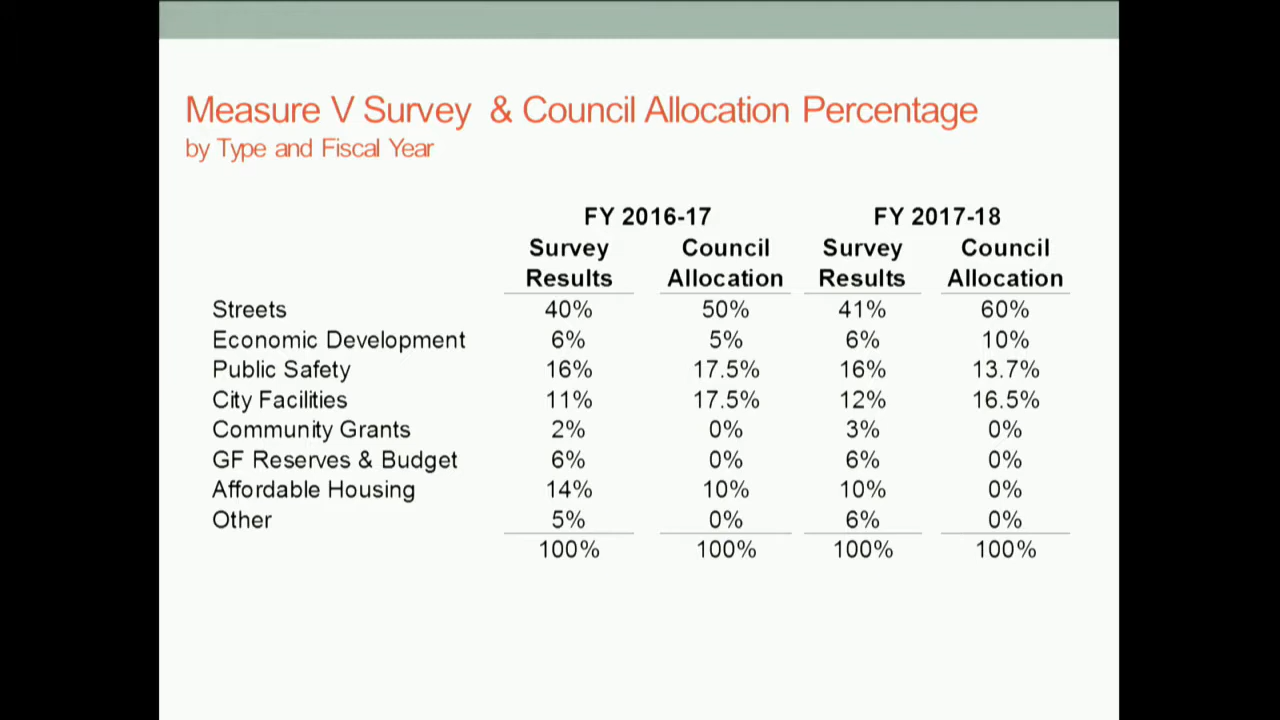 Measure V Survey & Council Allocation Percentage
by Type and Fiscal Year
FY 2016-17 FY 2017-18
Survey Council Survey Council
Results Allocation Results Allocation
Streets 40% 50% 41% 60%
Economic Development 6% 5% 6% 10%
Public Safety 16% 17.5% 16% 13.7%
City Facilities 11% 17.5% 12% 16.5%
Community Grants 2% 0% 3% 0%
GF Reserves & Budget 6% 0% 6% 0%
Affordable Housing 14% 10% 10% 0%
Other 5% 0% 6% 0%
100% 100% 100% 100%